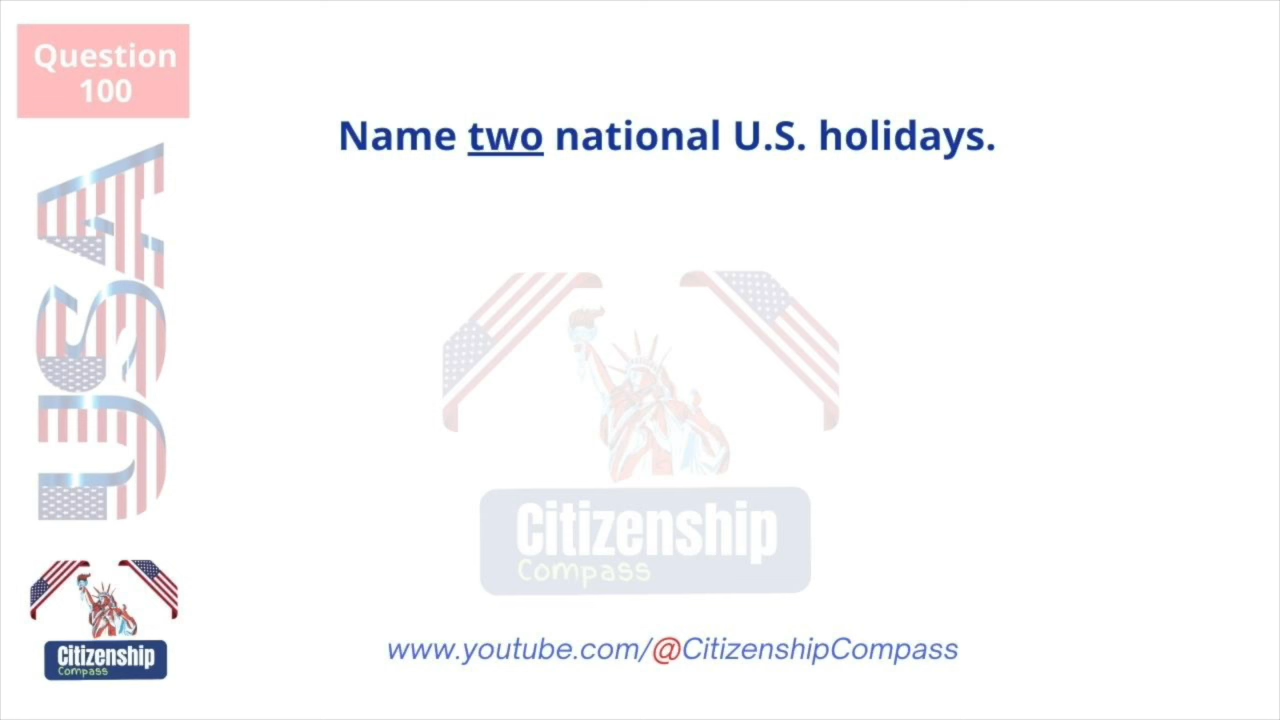 Question
100
Name two national U.S. holidays.
USA
Citizenship
Compass
Citizenship
Compass
www.youtube.com/@CitizenshipCompass